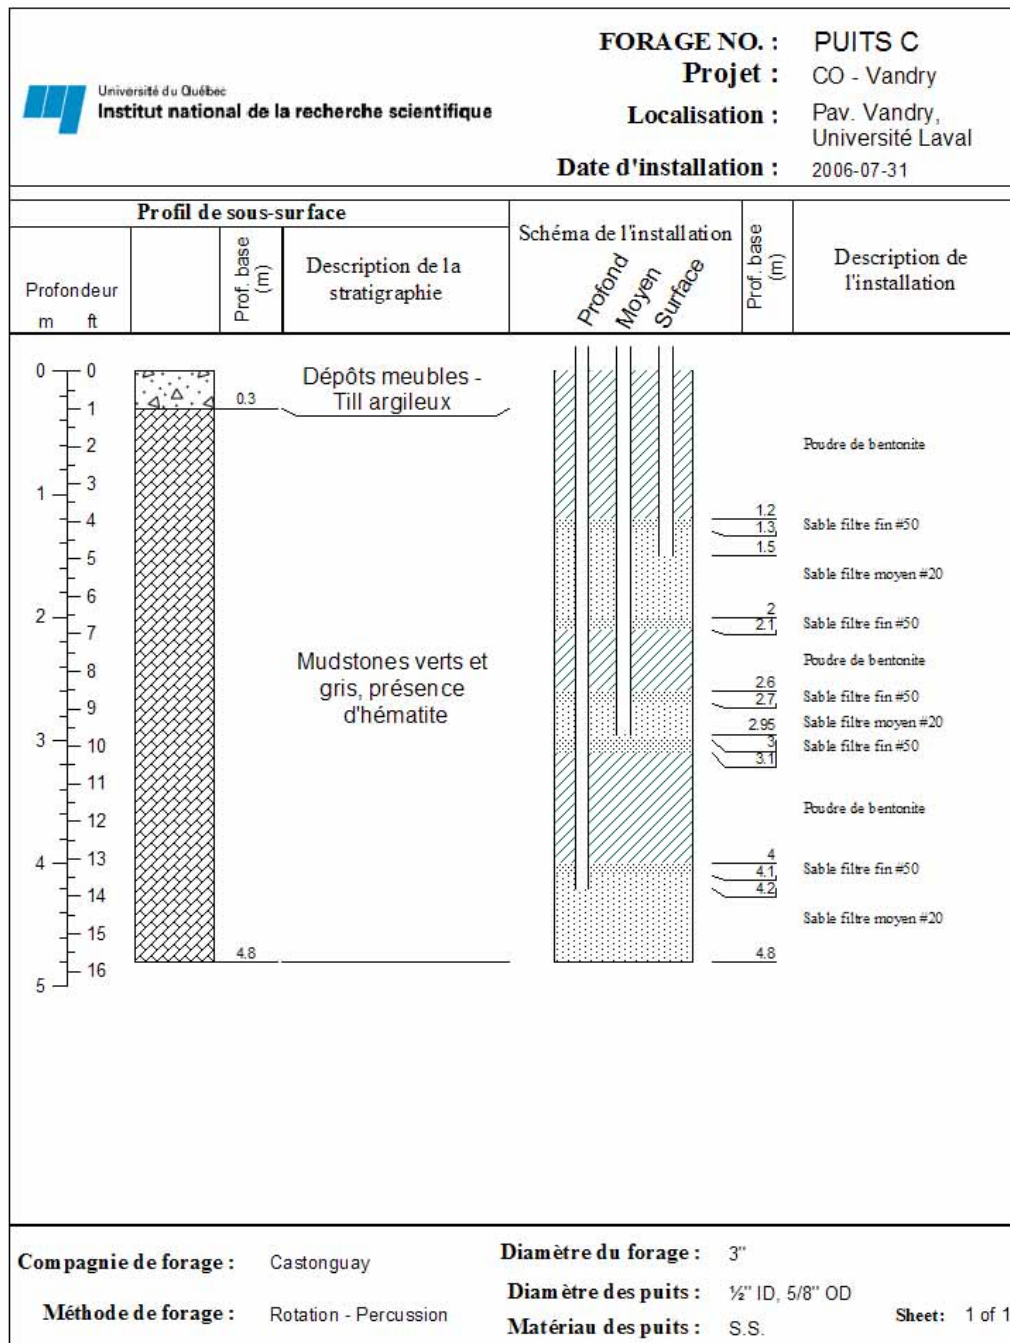 Université du Québec
Institut national de la recherche scientifique
FORAGE NO. : PUITS C
Projet : CO - Vandry
Localisation : Pav. Vandry,
Université Laval
Date d'installation : 2006-07-31
Profil de sous-surface
Profondeur
m ft
Prof. base
(m)
Description de la
stratigraphie
Schéma de l'installation
Profond
Moyen
Surface
Prof. base
(m)
Description de
l'installation
0 0
1
2
3
1
4
5
6
2
7
8
9
3
10
11
12
4
13
14
15
16
5
0.3
4.8
Dépôts meubles -
Till argileux
Mudstones verts et
gris, présence
d'hématite
Poudre de bentonite
1.2
1.3 Sable filtre fin #50
1.5
Sable filtre moyen #20
2
2.1 Sable filtre fin #50
Poudre de bentonite
2.6
2.7 Sable filtre fin #50
2.95 Sable filtre moyen #20
3 Sable filtre fin #50
3.1
Poudre de bentonite
4
4.1 Sable filtre fin #50
4.2
Sable filtre moyen #20
4.8
Compagnie de forage : Castonguay
Méthode de forage : Rotation - Percussion
Diamètre du forage : 3"
Diamètre des puits : ½" ID, 5/8" OD
Matériau des puits : S.S.
Sheet: 1 of 1